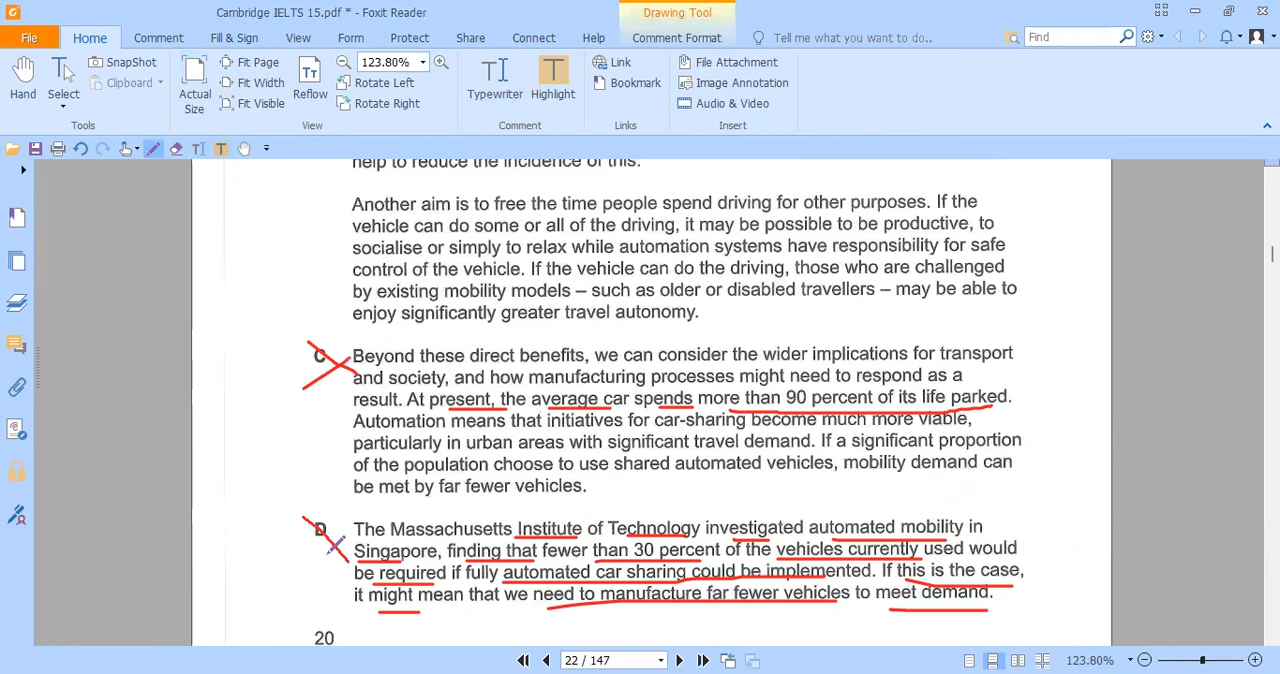 Cambridge IELTS 15.pdf * - Foxit Reader
Drawing Tool
File Home Comment Fill & Sign View Form Protect Share Connect Help Comment Format Tell me what you want to do.. Find
Hand
Select
SnapShot
Clipboard
Tools
Actual Size
Fit Page
Fit Width
Fit Visible
Reflow
123.80%
Rotate Left
Rotate Right
View
Typewriter
Highlight
Comment
Link
Bookmark
Links
File Attachment
Image Annotation
Audio & Video
Insert
help to reduce the incidence of this.
Another aim is to free the time people spend driving for other purposes. If the
vehicle can do some or all of the driving, it may be possible to be productive, to
socialise or simply to relax while automation systems have responsibility for safe
control of the vehicle. If the vehicle can do the driving, those who are challenged
by existing mobility models – such as older or disabled travellers – may be able to
enjoy significantly greater travel autonomy.
C Beyond these direct benefits, we can consider the wider implications for transport
and society, and how manufacturing processes might need to respond as a
result. At present, the average car spends more than 90 percent of its life parked.
Automation means that initiatives for car-sharing become much more viable,
particularly in urban areas with significant travel demand. If a significant proportion
of the population choose to use shared automated vehicles, mobility demand can
be met by far fewer vehicles.
D The Massachusetts Institute of Technology investigated automated mobility in
Singapore, finding that fewer than 30 percent of the vehicles currently used would
be required if fully automated car sharing could be implemented. If this is the case,
it might mean that we need to manufacture far fewer vehicles to meet demand.
20
22 / 147
123.80%